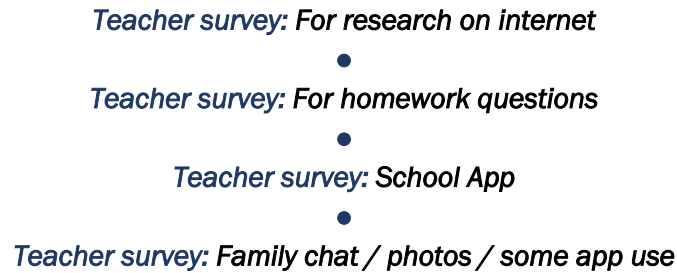 Teacher survey: For research on internet
•
Teacher survey: For homework questions
•
Teacher survey: School App
•
Teacher survey: Family chat / photos / some app use